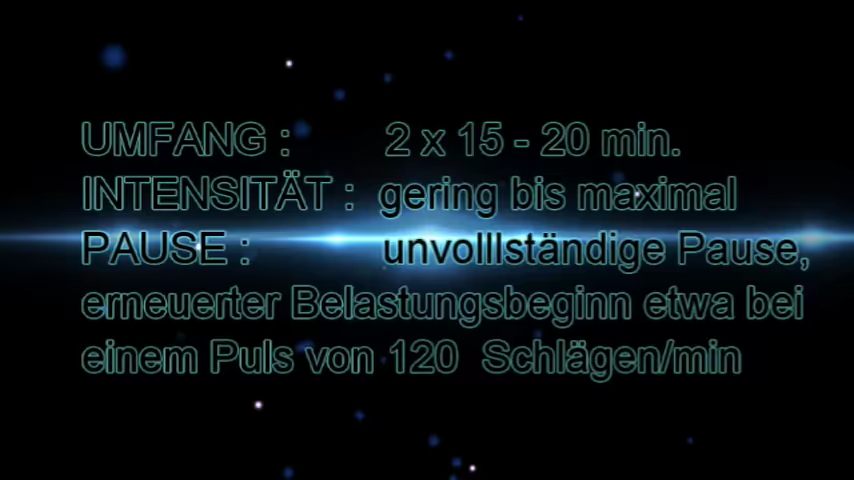 UMFANG : 2 x 15 - 20 min.
INTENSITÄT : gering bis maximal
PAUSE : unvolllständige Pause,
erneuerter Belastungsbeginn etwa bei
einem Puls von 120 Schlägen/min